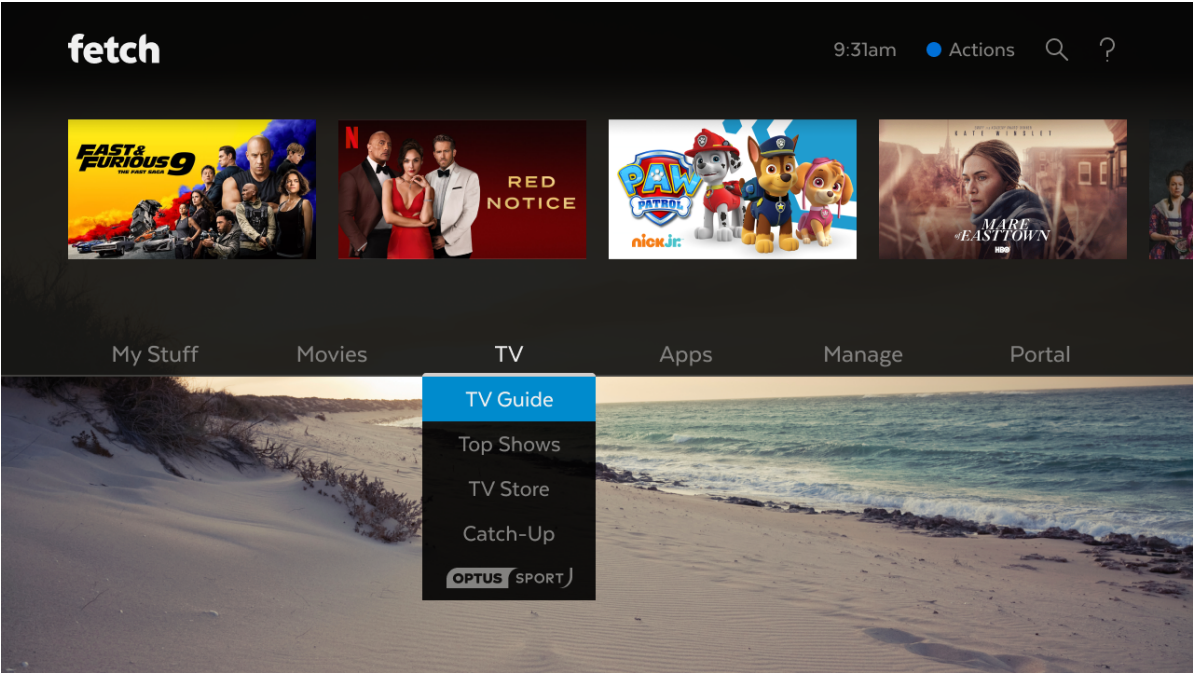 fetch
9:31am
Actions
?
FAST &
FURIOUS 9
THE FAST SAGA
N
RED
NOTICE
PAW
PATROL
nick jr.
KATE WINSLET
MARE
of EASTTOWN
HBO
My Stuff
Movies
TV
Apps
Manage
Portal
TV Guide
Top Shows
TV Store
Catch-Up
OPTUS SPORT